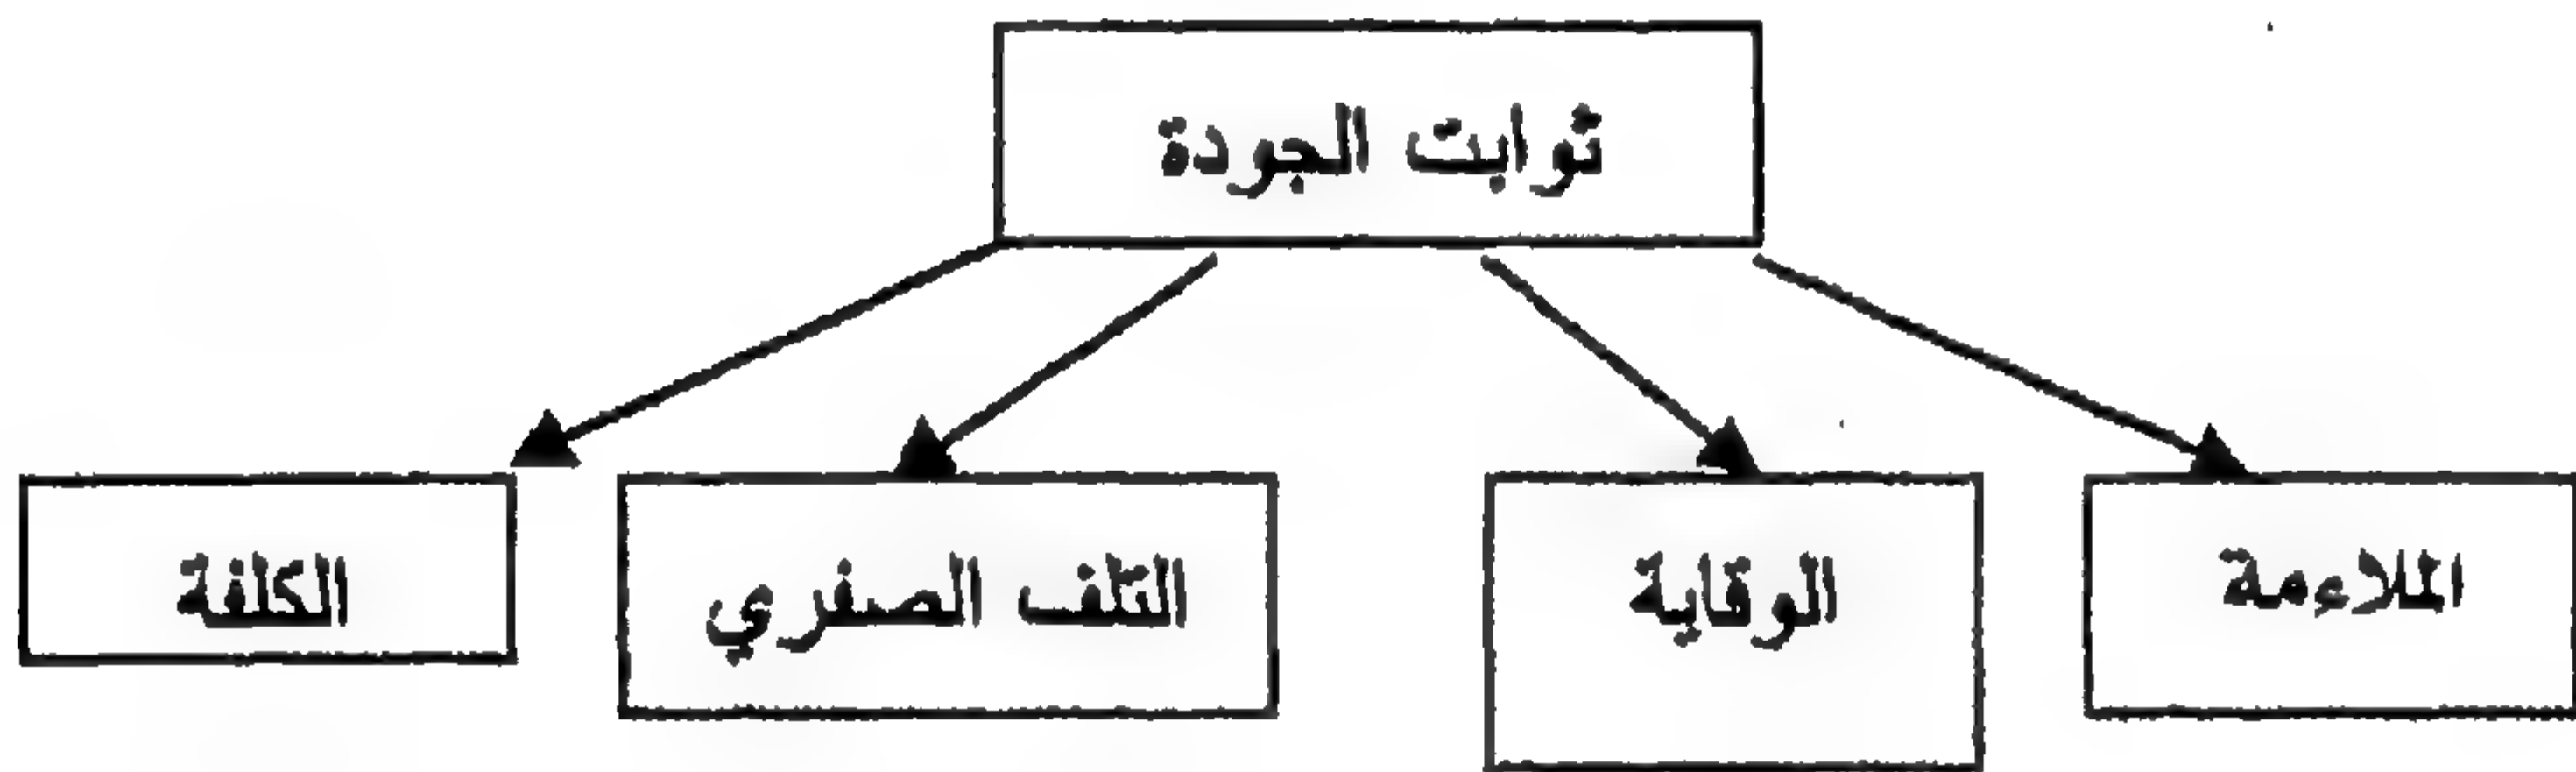 ثوابت الجودة
الملاءمة
الوقاية
التلف الصفري
الكلفة